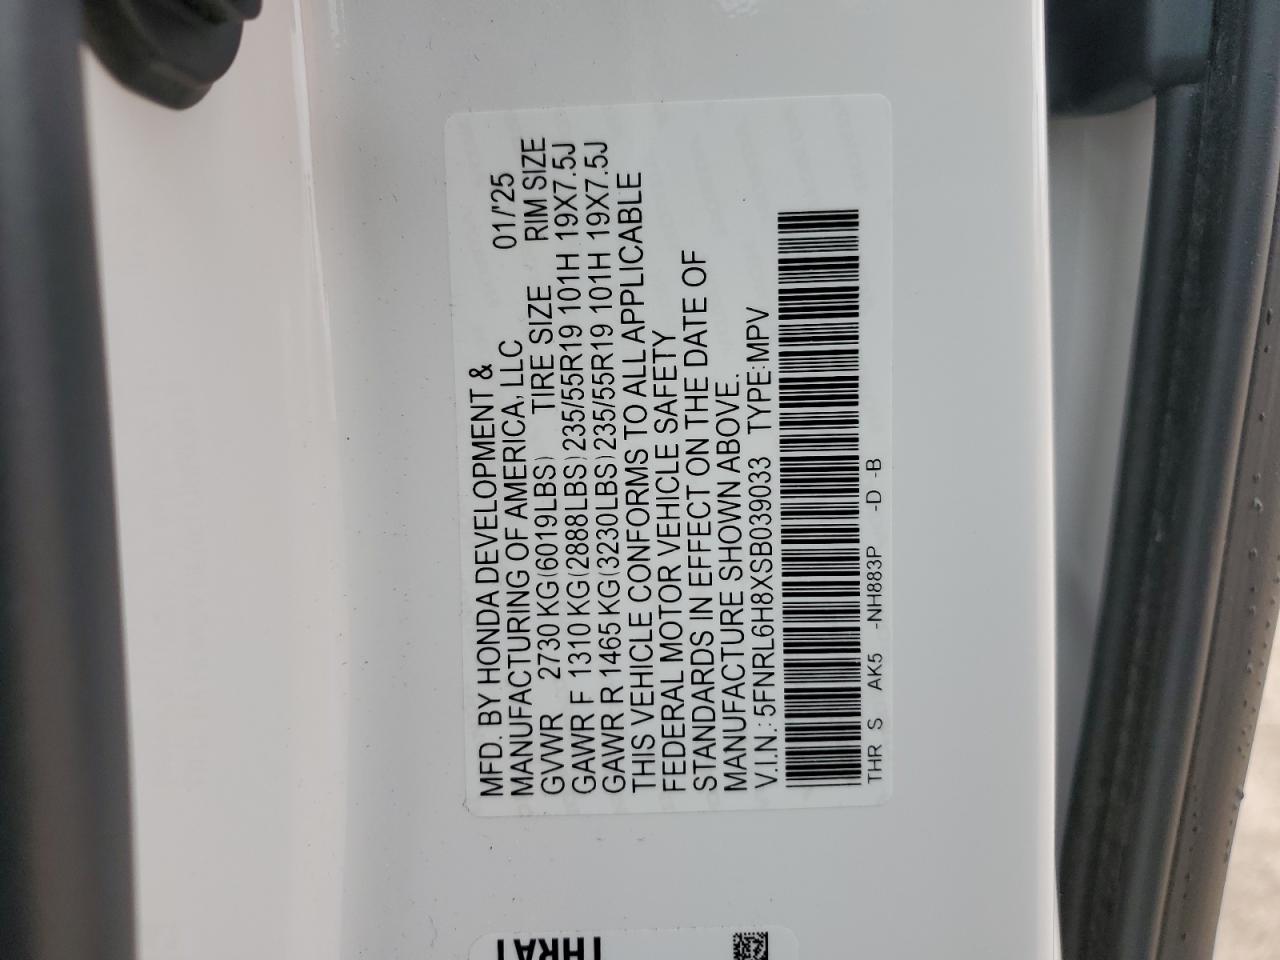 MFD. BY HONDA DEVELOPMENT &
MANUFACTURING OF AMERICA, LLC 01/'25
GVWR 2730 KG(6019LBS) TIRE SIZE RIM SIZE
GAWR F 1310 KG(2888LBS) 235/55R19 101H 19X7.5J
GAWR R 1465 KG(3230LBS) 235/55R19 101H 19X7.5J
THIS VEHICLE CONFORMS TO ALL APPLICABLE
FEDERAL MOTOR VEHICLE SAFETY
STANDARDS IN EFFECT ON THE DATE OF
MANUFACTURE SHOWN ABOVE.
V.I.N.: 5FNRL6H8XSB039033 TYPE:MPV
THR S AK5 -NH883P -D -B